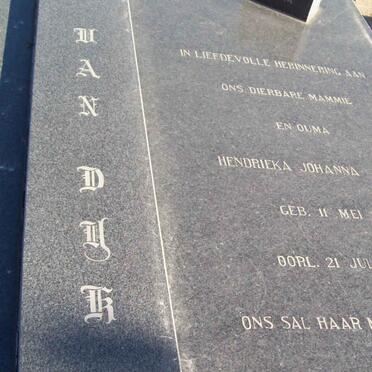 VAN DYK
IN LIEFDEVOLLE HERINNERING AAN
ONS DIERBARE MAMMIE
EN OUMA
HENDRIEKA JOHANNA
GEB. 11 MEI
OORL. 21 JUL
ONS SAL HAAR